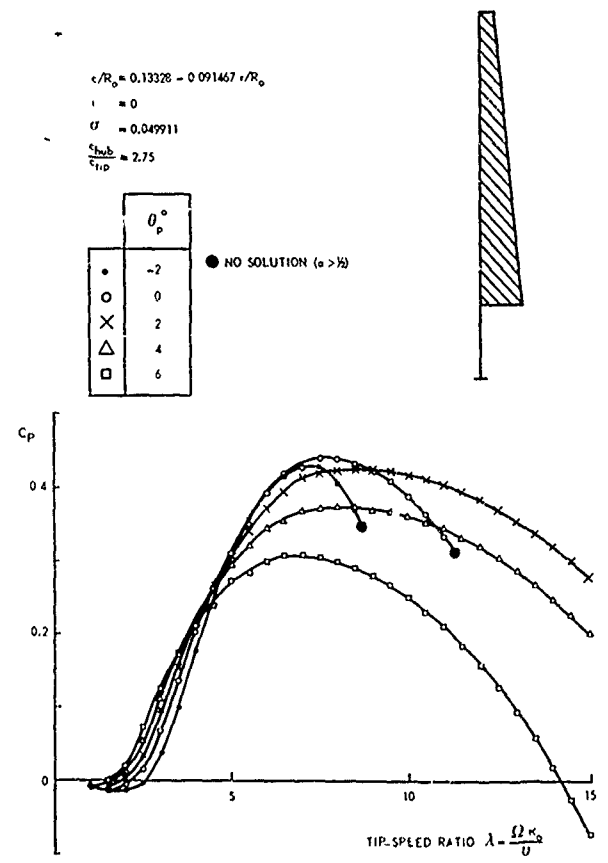 c/R₀ = 0.13328 - 0.091467 r/R₀
= 0
σ = 0.049911
c_hub/c_tip = 2.75
θ_p°
-2
0
2
4
6
NO SOLUTION (a > ½)
C_P
0.4
0.2
0
5
10
15
TIP-SPEED RATIO λ = ΩR₀/U